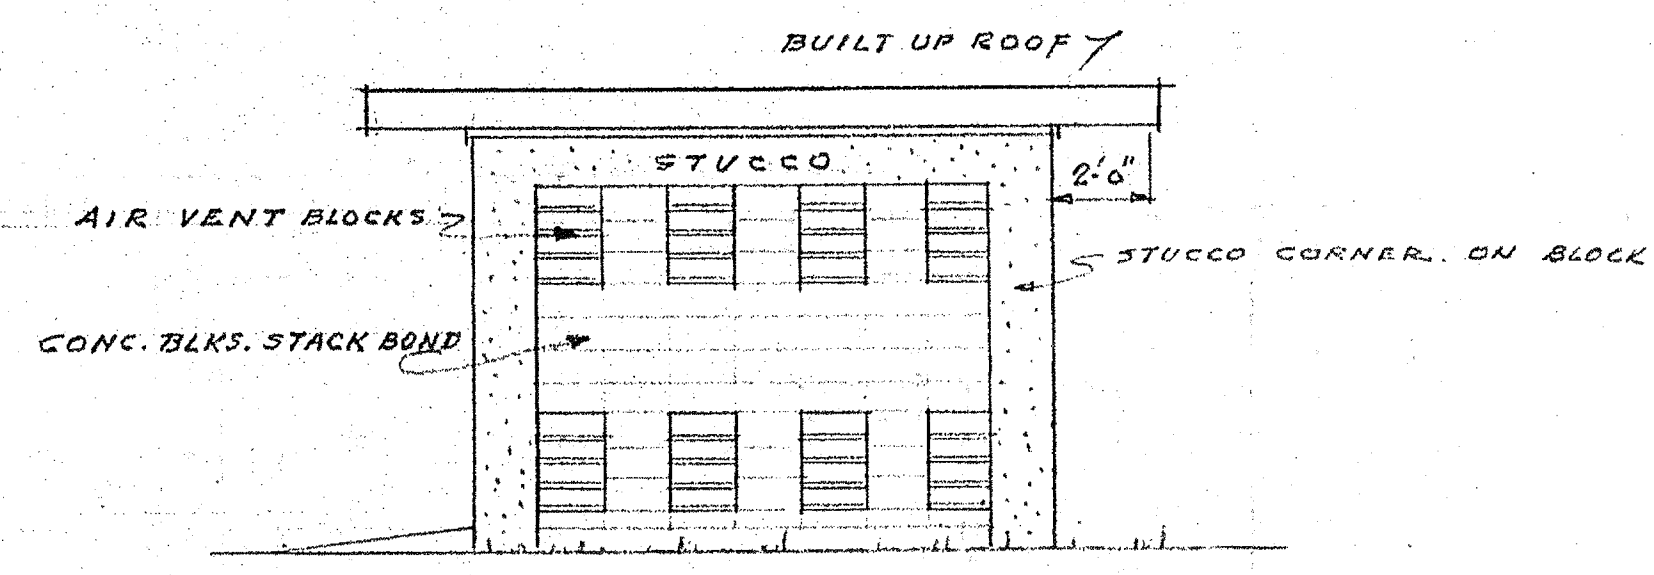 BUILT UP ROOF
STUCCO
2'-0"
AIR VENT BLOCKS
STUCCO CORNER. ON BLOCK
CONC. BLKS. STACK BOND